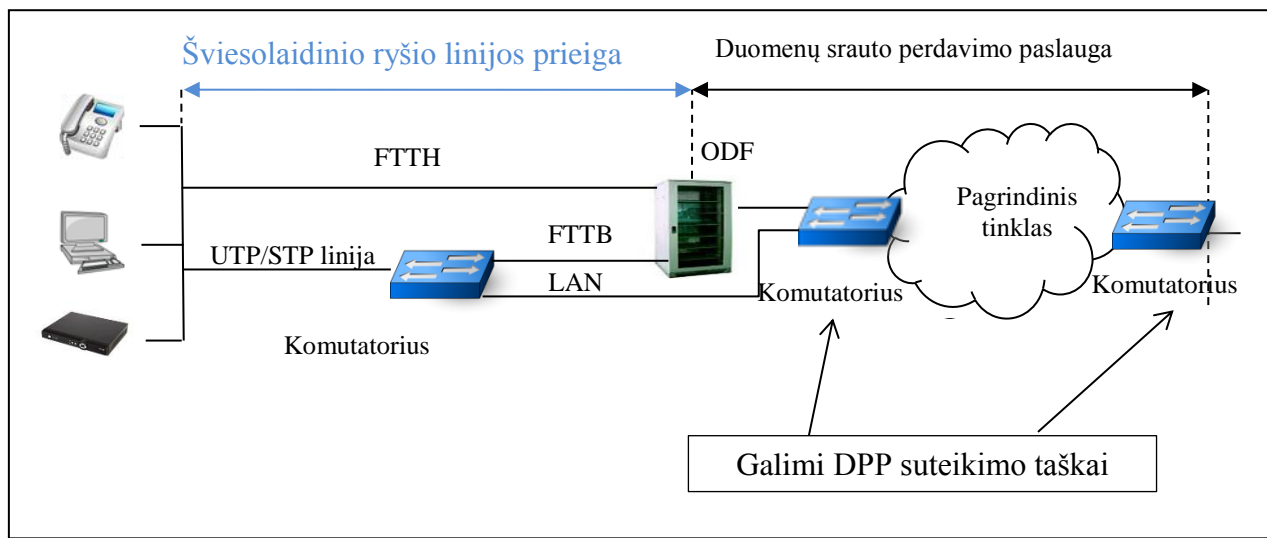 Šviesolaidinio ryšio linijos prieiga
Duomenų srauto perdavimo paslauga
FTTH
ODF
Pagrindinis
tinklas
FTTB
UTP/STP linija
LAN
Komutatorius
Komutatorius
Komutatorius
Galimi DPP suteikimo taškai